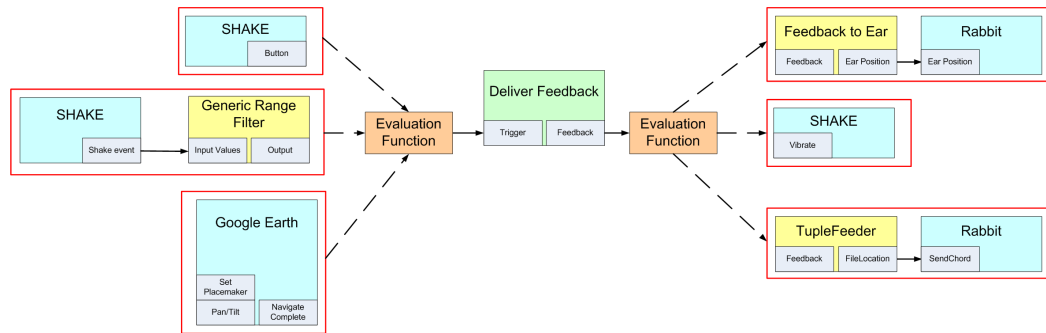 SHAKE
Button
SHAKE
Shake event
Generic Range
Filter
Input Values
Output
Google Earth
Set
Placemaker
Pan/Tilt
Navigate
Complete
Evaluation
Function
Deliver Feedback
Trigger
Feedback
Evaluation
Function
Feedback to Ear
Feedback
Ear Position
Rabbit
Ear Position
SHAKE
Vibrate
TupleFeeder
Feedback
FileLocation
Rabbit
SendChord